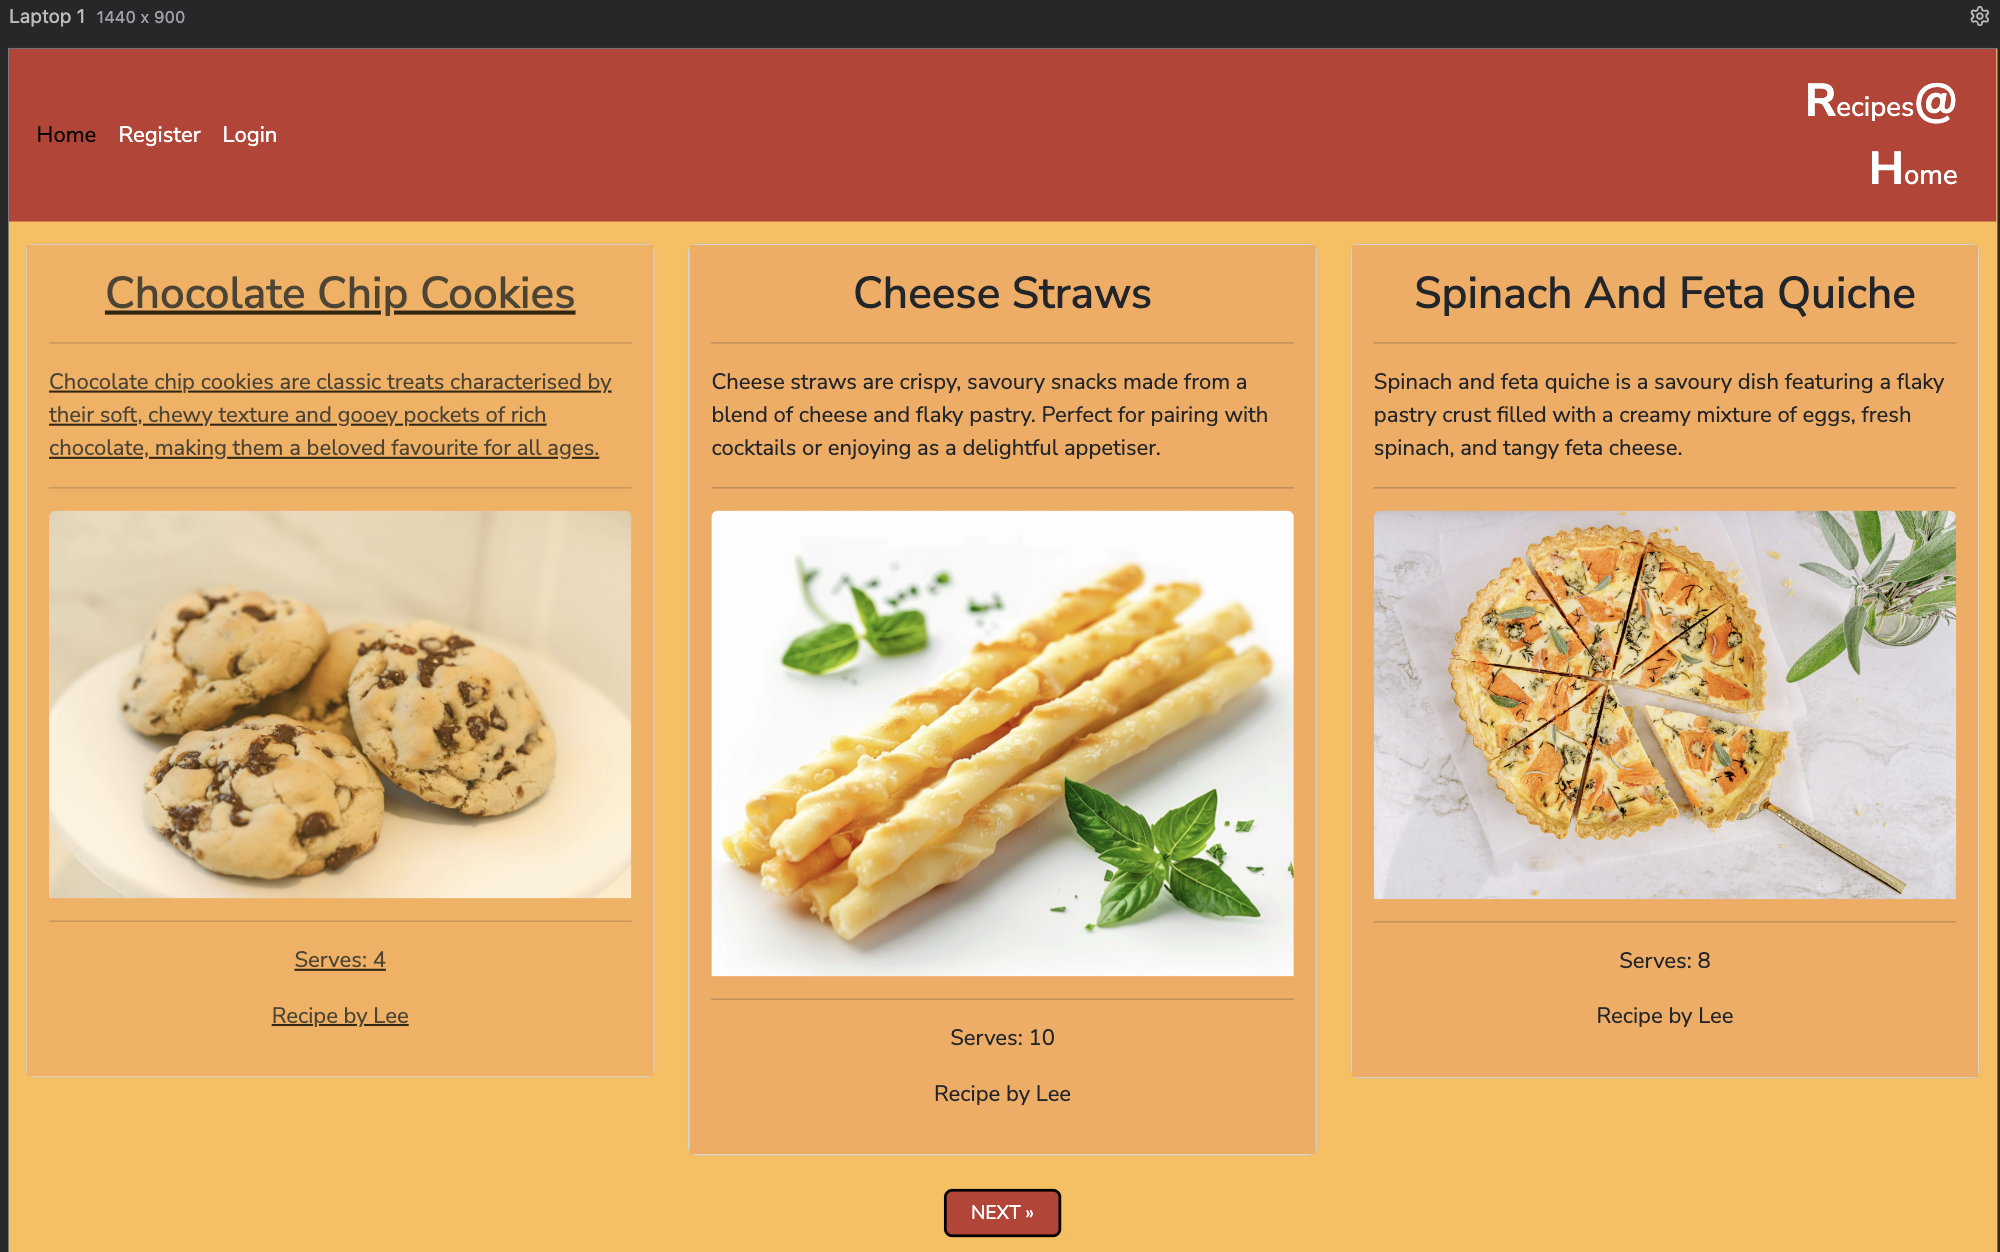 Laptop 1 1440 x 900
Home Register Login
Recipes@
Home
Chocolate Chip Cookies
Chocolate chip cookies are classic treats characterised by
their soft, chewy texture and gooey pockets of rich
chocolate, making them a beloved favourite for all ages.
Serves: 4
Recipe by Lee
Cheese Straws
Cheese straws are crispy, savoury snacks made from a
blend of cheese and flaky pastry. Perfect for pairing with
cocktails or enjoying as a delightful appetiser.
Serves: 10
Recipe by Lee
Spinach And Feta Quiche
Spinach and feta quiche is a savoury dish featuring a flaky
pastry crust filled with a creamy mixture of eggs, fresh
spinach, and tangy feta cheese.
Serves: 8
Recipe by Lee
NEXT »